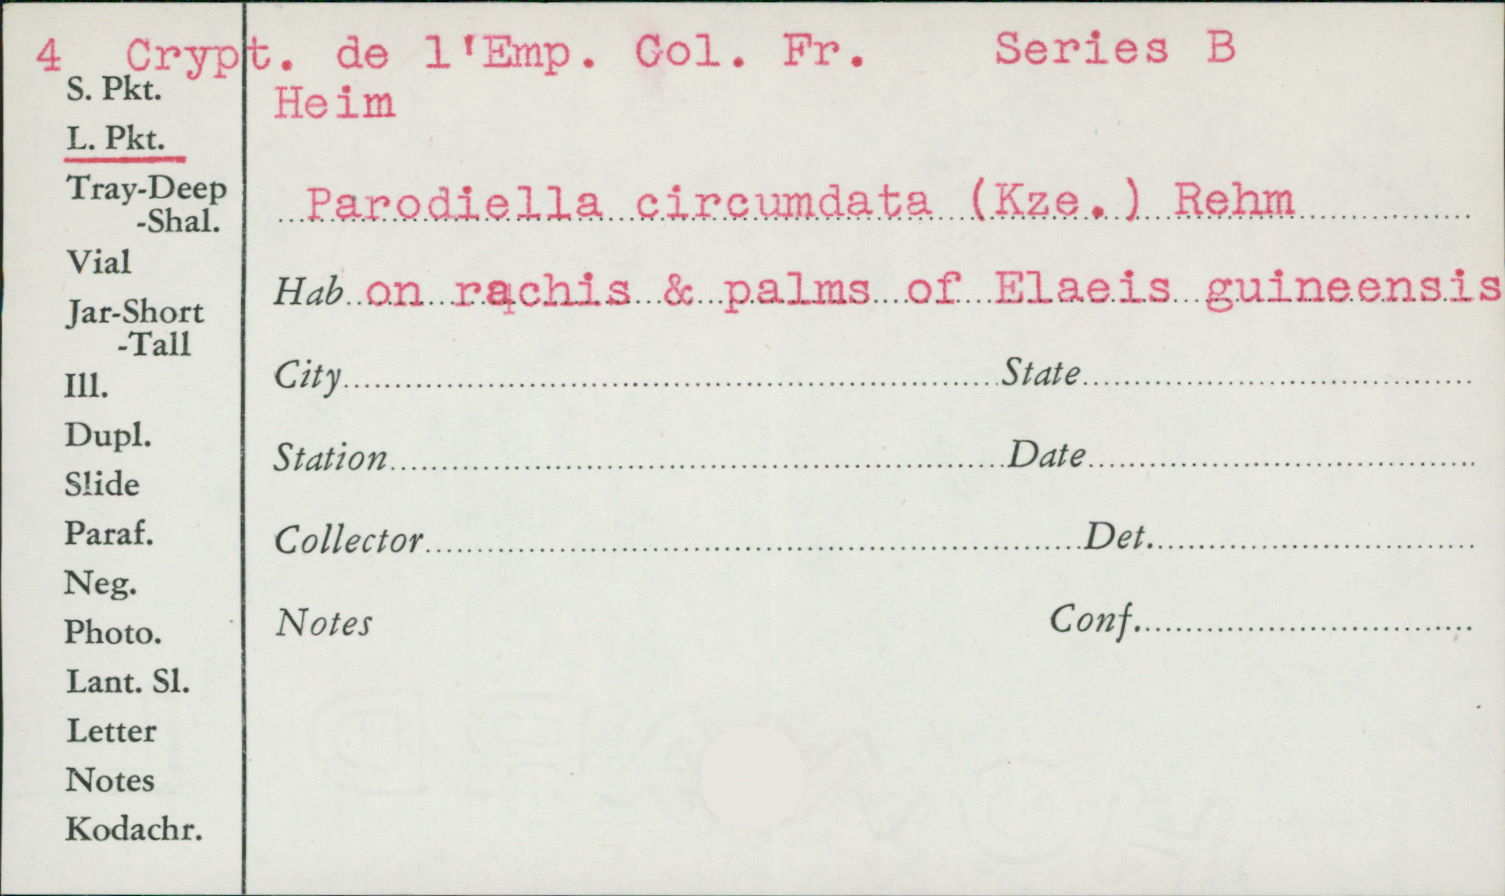 4 Crypt. de l'Emp. Col. Fr. Series B
Heim
Parodiella circumdata (Kze.) Rehm
Hab on rachis & palms of Elaeis guineensis
City State
Station Date
Collector Det.
Notes Conf.
S. Pkt.
L. Pkt.
Tray-Deep
-Shal.
Vial
Jar-Short
-Tall
Ill.
Dupl.
Slide
Paraf.
Neg.
Photo.
Lant. Sl.
Letter
Notes
Kodachr.